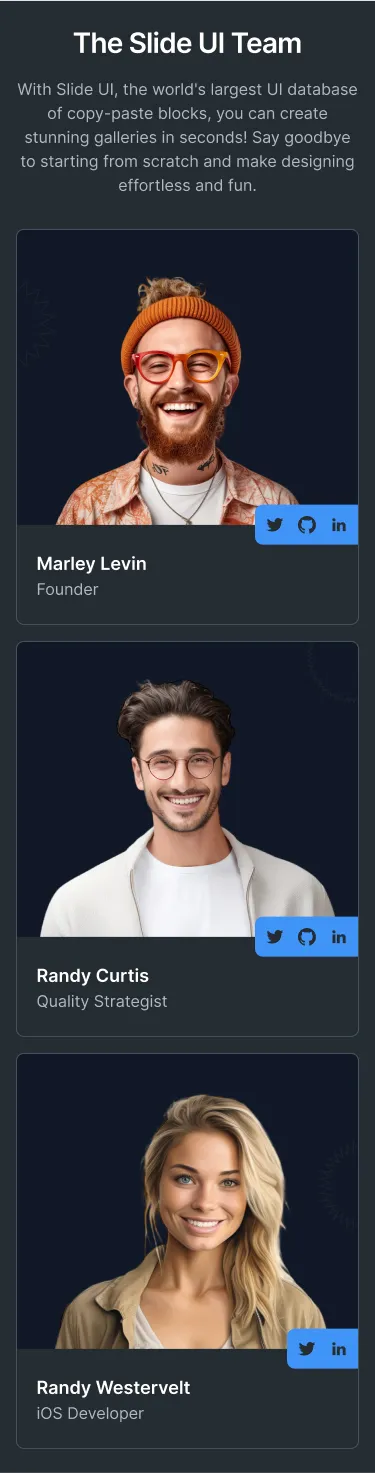 The Slide UI Team
With Slide UI, the world's largest UI database
of copy-paste blocks, you can create
stunning galleries in seconds! Say goodbye
to starting from scratch and make designing
effortless and fun.
in
Marley Levin
Founder
in
Randy Curtis
Quality Strategist
in
Randy Westervelt
iOS Developer